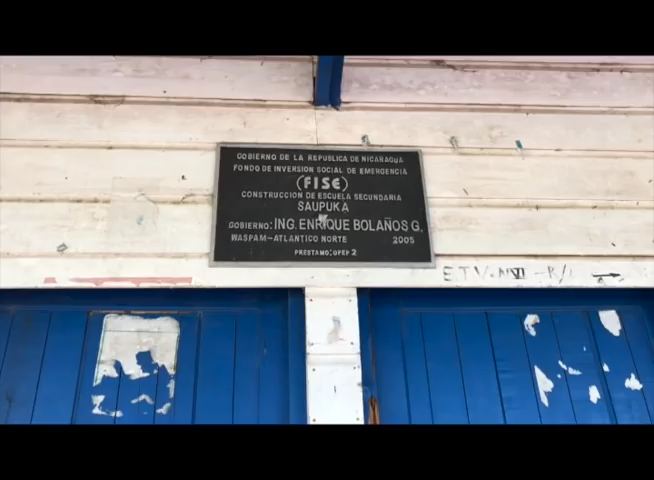 GOBIERNO DE LA REPUBLICA DE NICARAGUA
FONDO DE INVERSION SOCIAL DE EMERGENCIA
(FISE)
CONSTRUCCION DE ESCUELA SECUNDARIA
SAUPUKA
GOBIERNO: ING. ENRIQUE BOLAÑOS G.
WASPAM-ATLANTICO NORTE 2005
PRESTAMO: OPEP 2